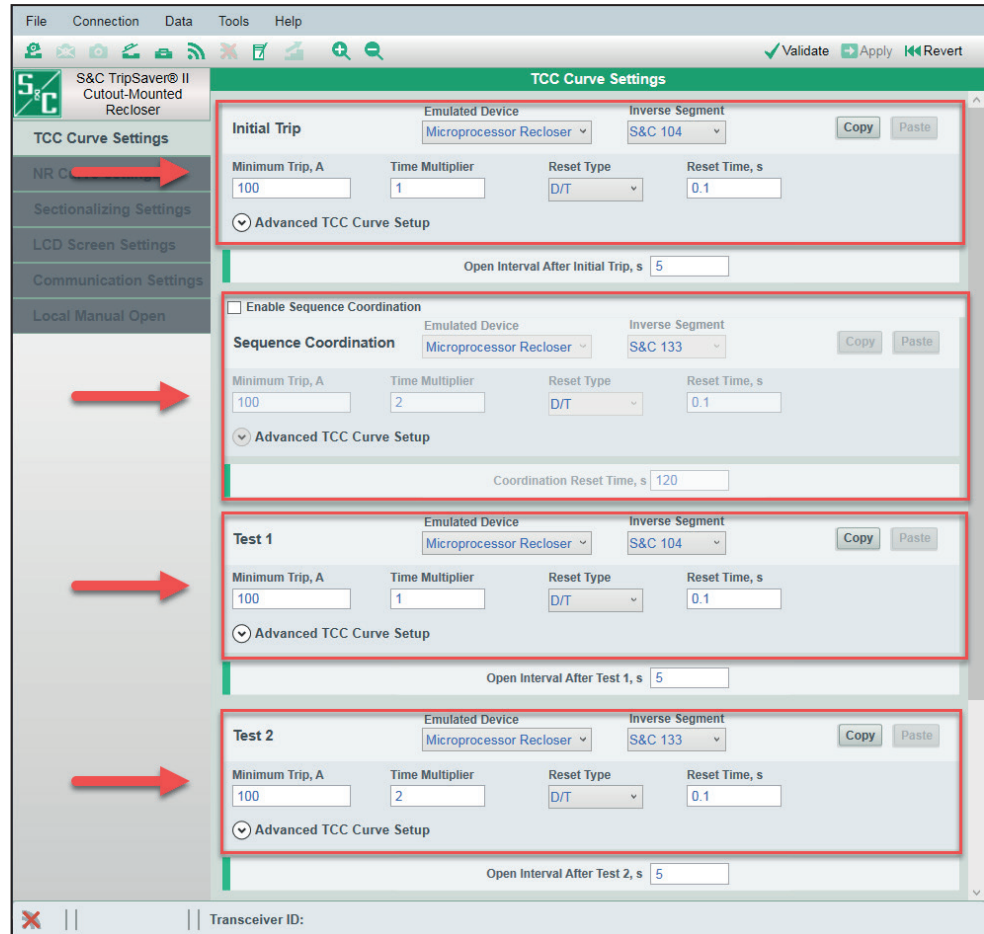 File Connection Data Tools Help
Validate Apply Revert
S&C
S&C TripSaver® II
Cutout-Mounted
Recloser
TCC Curve Settings
Sectionalizing Settings
LCD Screen Settings
Communication Settings
Local Manual Open
TCC Curve Settings
Emulated Device Inverse Segment
Initial Trip Microprocessor Recloser S&C 104 Copy Paste
Minimum Trip, A Time Multiplier Reset Type Reset Time, s
100 1 D/T 0.1
Advanced TCC Curve Setup
Open Interval After Initial Trip, s 5
Enable Sequence Coordination
Emulated Device Inverse Segment
Sequence Coordination Microprocessor Recloser S&C 133 Copy Paste
Minimum Trip, A Time Multiplier Reset Type Reset Time, s
100 2 D/T 0.1
Advanced TCC Curve Setup
Coordination Reset Time, s 120
Emulated Device Inverse Segment
Test 1 Microprocessor Recloser S&C 104 Copy Paste
Minimum Trip, A Time Multiplier Reset Type Reset Time, s
100 1 D/T 0.1
Advanced TCC Curve Setup
Open Interval After Test 1, s 5
Emulated Device Inverse Segment
Test 2 Microprocessor Recloser S&C 133 Copy Paste
Minimum Trip, A Time Multiplier Reset Type Reset Time, s
100 2 D/T 0.1
Advanced TCC Curve Setup
Open Interval After Test 2, s 5
Transceiver ID: